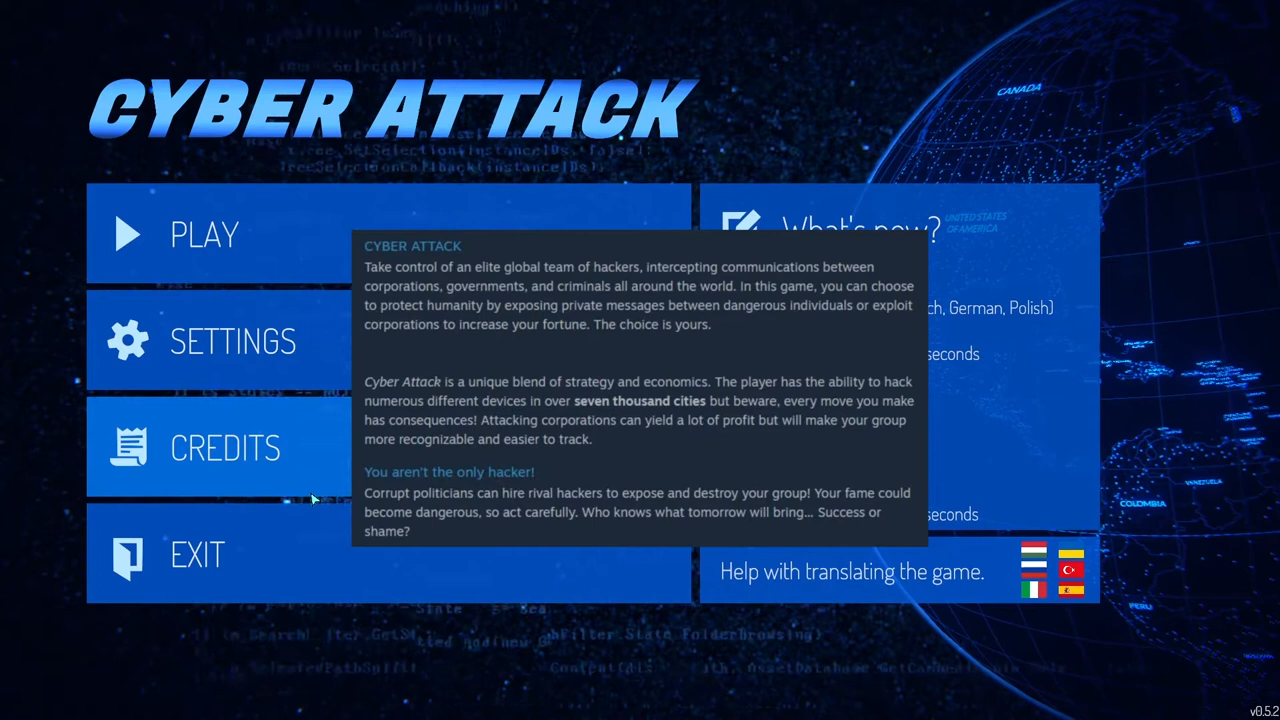 CYBER ATTACK
PLAY
SETTINGS
CREDITS
EXIT
What's new?
CYBER ATTACK
Take control of an elite global team of hackers, intercepting communications between
corporations, governments, and criminals all around the world. In this game, you can choose
to protect humanity by exposing private messages between dangerous individuals or exploit
corporations to increase your fortune. The choice is yours.
Cyber Attack is a unique blend of strategy and economics. The player has the ability to hack
numerous different devices in over seven thousand cities but beware, every move you make
has consequences! Attacking corporations can yield a lot of profit but will make your group
more recognizable and easier to track.
You aren't the only hacker!
Corrupt politicians can hire rival hackers to expose and destroy your group! Your fame could
become dangerous, so act carefully. Who knows what tomorrow will bring... Success or
shame?
German, Polish)
seconds
seconds
Help with translating the game.
CANADA
UNITED STATES
OF AMERICA
VENEZUELA
COLOMBIA
PERU
v0.5.2